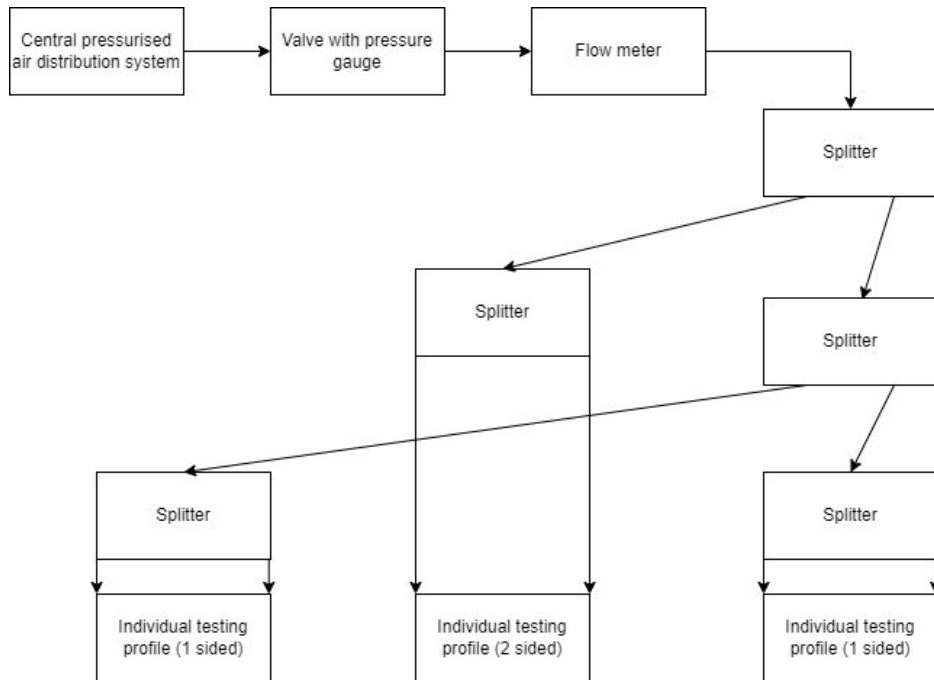 Central pressurised
air distribution system
Valve with pressure
gauge
Flow meter
Splitter
Splitter
Splitter
Splitter
Splitter
Individual testing
profile (1 sided)
Individual testing
profile (2 sided)
Individual testing
profile (1 sided)